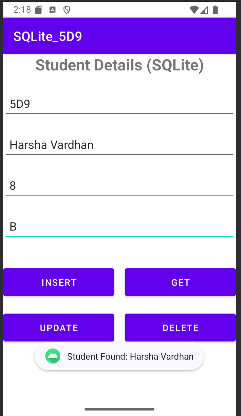 2:18
SQLite_5D9
Student Details (SQLite)
5D9
Harsha Vardhan
8
B
INSERT
GET
UPDATE
DELETE
Student Found: Harsha Vardhan